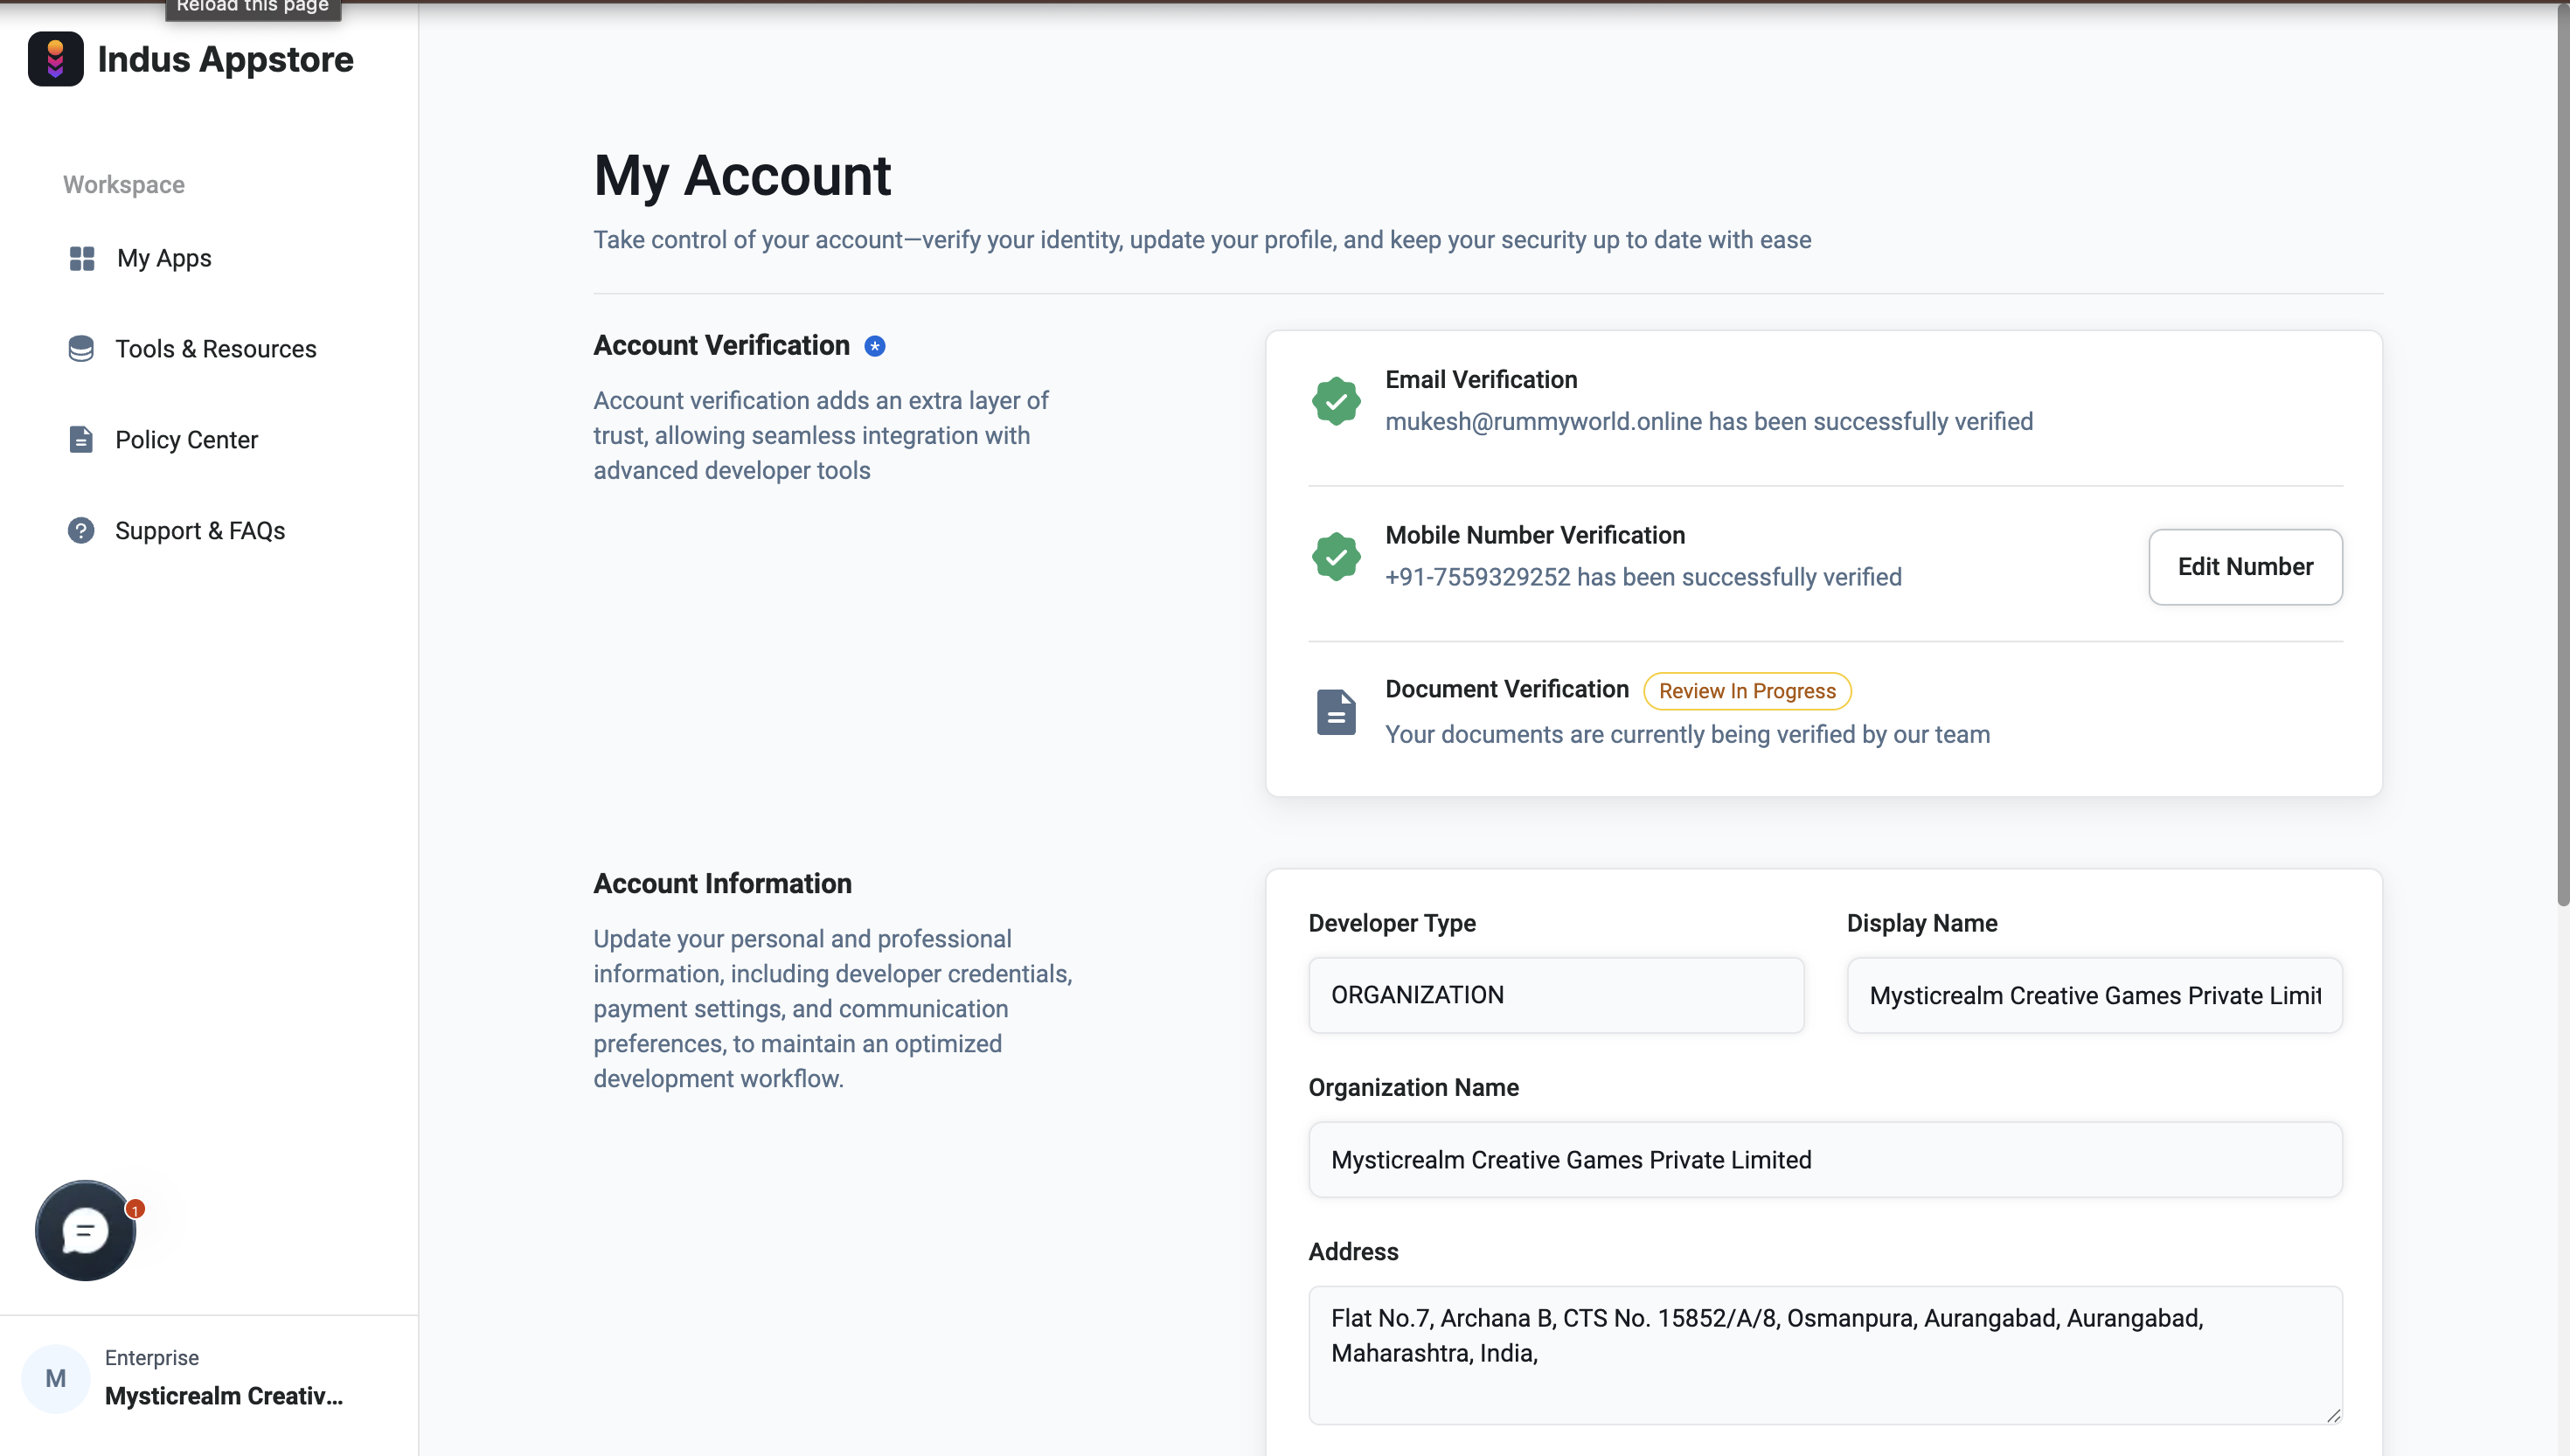 Reload this page
Indus Appstore
Workspace
My Apps
Tools & Resources
Policy Center
Support & FAQs
1
M
Enterprise
Mysticrealm Creativ...
My Account
Take control of your account—verify your identity, update your profile, and keep your security up to date with ease
Account Verification *
Account verification adds an extra layer of
trust, allowing seamless integration with
advanced developer tools
Email Verification
mukesh@rummyworld.online has been successfully verified
Mobile Number Verification
+91-7559329252 has been successfully verified
Edit Number
Document Verification Review In Progress
Your documents are currently being verified by our team
Account Information
Update your personal and professional
information, including developer credentials,
payment settings, and communication
preferences, to maintain an optimized
development workflow.
Developer Type
ORGANIZATION
Display Name
Mysticrealm Creative Games Private Limit
Organization Name
Mysticrealm Creative Games Private Limited
Address
Flat No.7, Archana B, CTS No. 15852/A/8, Osmanpura, Aurangabad, Aurangabad,
Maharashtra, India,